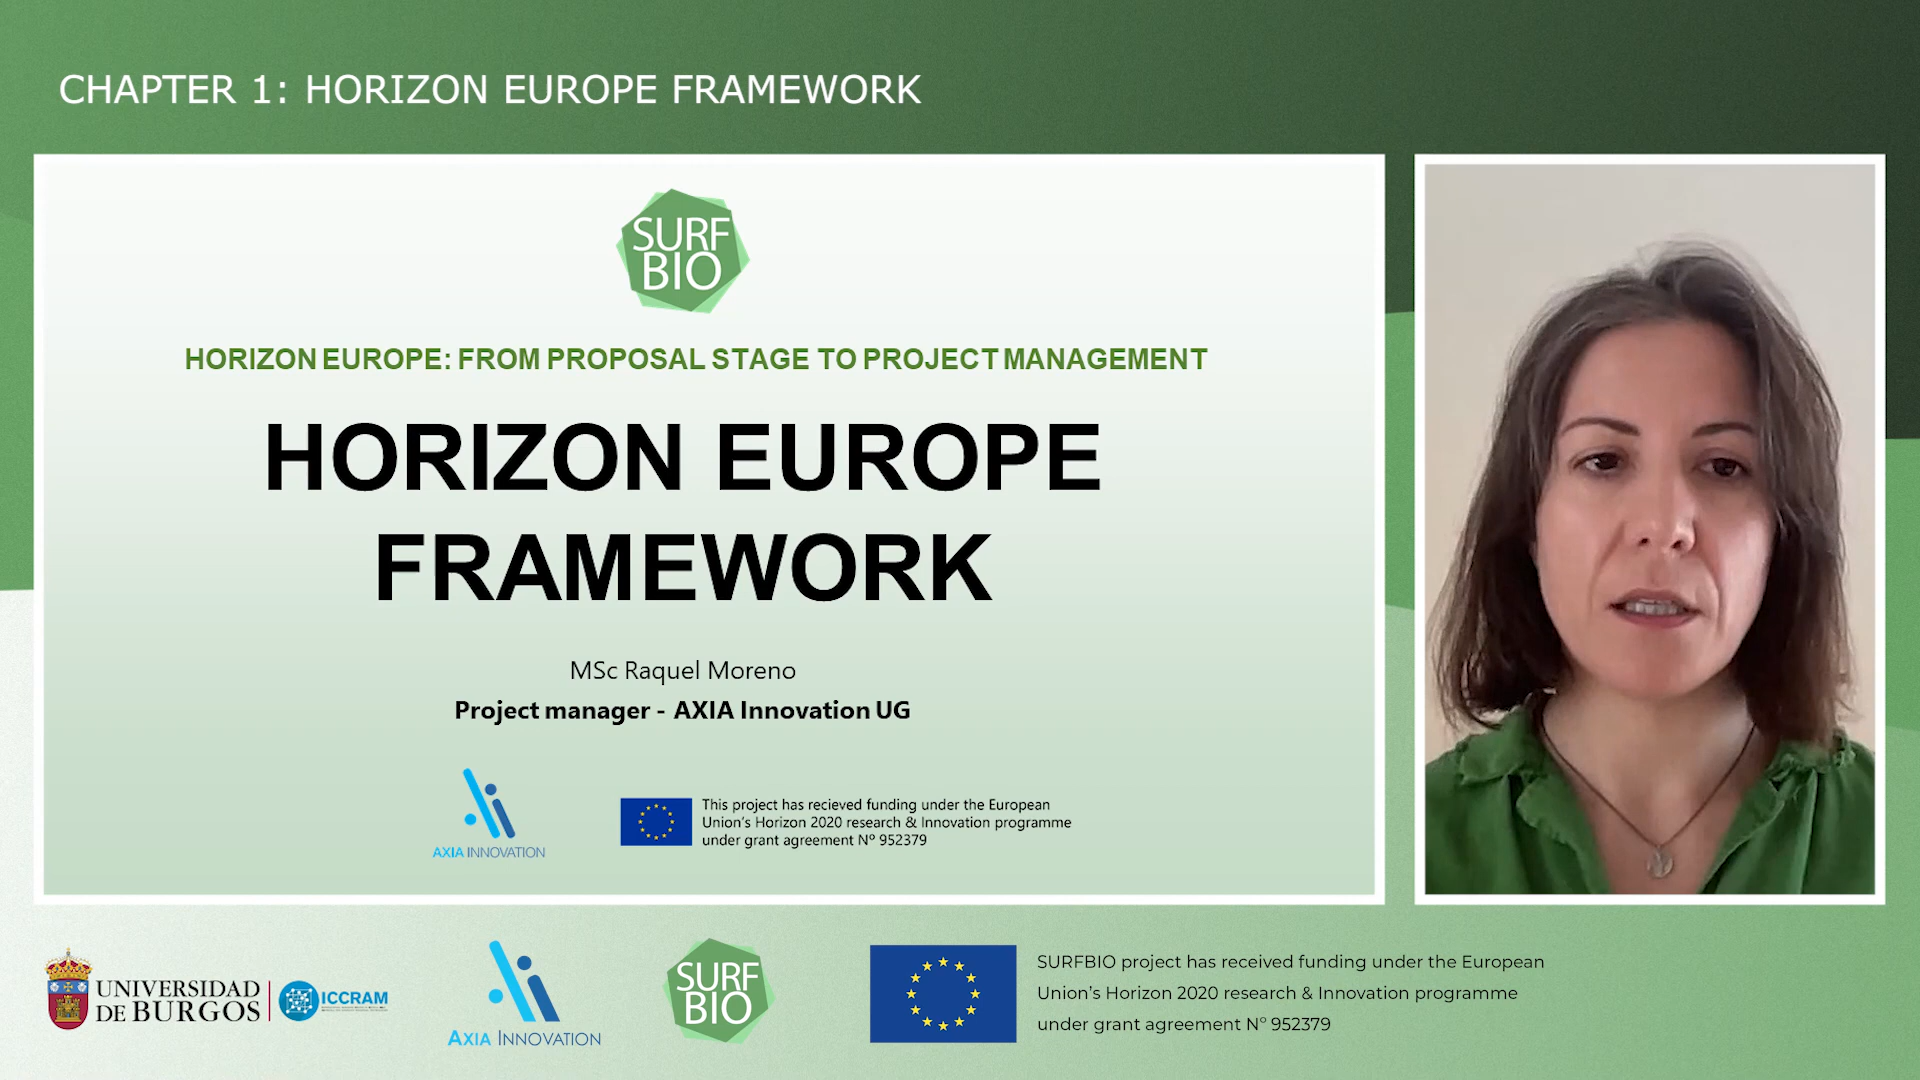 CHAPTER 1: HORIZON EUROPE FRAMEWORK
SURF
BIO
HORIZON EUROPE: FROM PROPOSAL STAGE TO PROJECT MANAGEMENT
HORIZON EUROPE
FRAMEWORK
MSc Raquel Moreno
Project manager - AXIA Innovation UG
AXIA INNOVATION
This project has recieved funding under the European
Union's Horizon 2020 research & Innovation programme
under grant agreement Nº 952379
UNIVERSIDAD
DE BURGOS
ICCRAM
AXIA INNOVATION
SURF
BIO
SURFBIO project has received funding under the European
Union's Horizon 2020 research & Innovation programme
under grant agreement Nº 952379